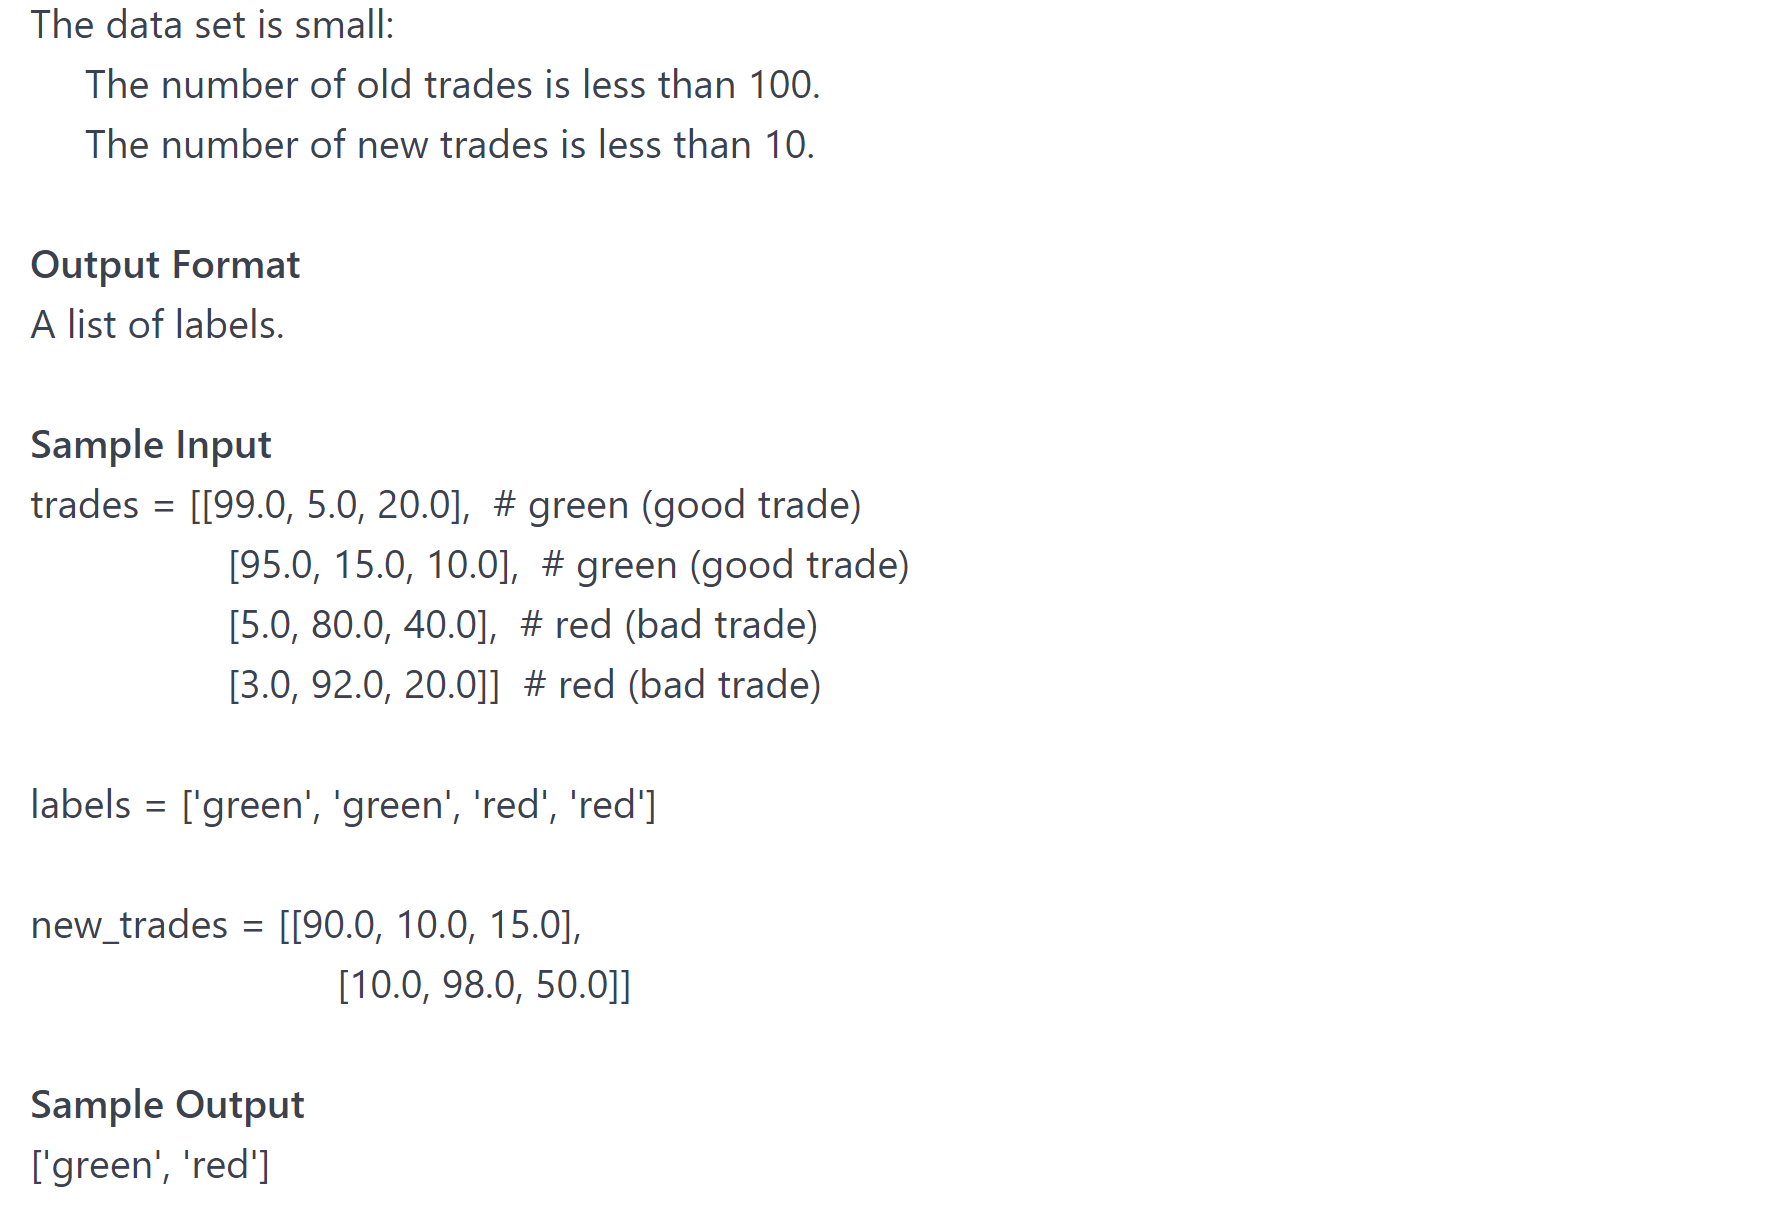 The data set is small:
The number of old trades is less than 100.
The number of new trades is less than 10.
Output Format
A list of labels.
Sample Input
trades = [[99.0, 5.0, 20.0],  # green (good trade)
[95.0, 15.0, 10.0],  # green (good trade)
[5.0, 80.0, 40.0],  # red (bad trade)
[3.0, 92.0, 20.0]]  # red (bad trade)
labels = ['green', 'green', 'red', 'red']
new_trades = [[90.0, 10.0, 15.0],
[10.0, 98.0, 50.0]]
Sample Output
['green', 'red']